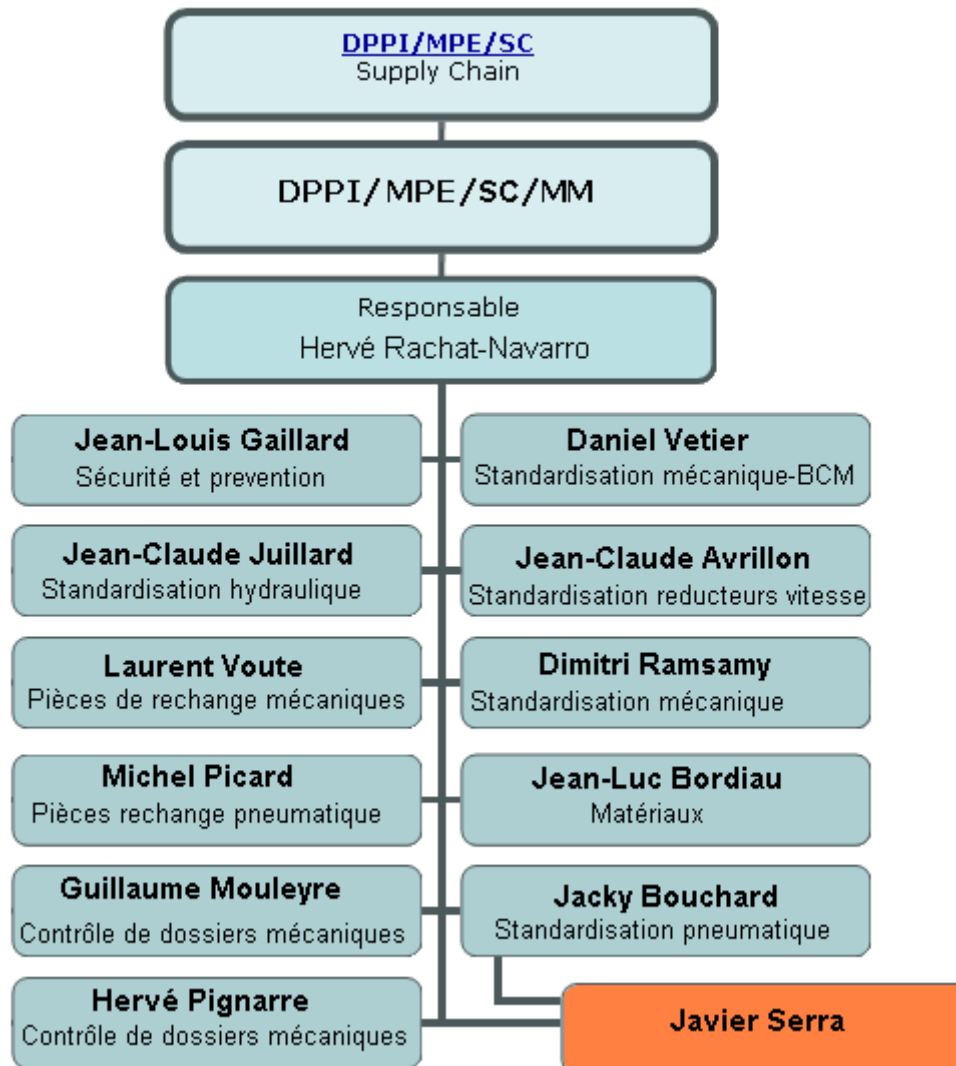 DPPI/MPE/SC
Supply Chain
DPPI/MPE/SC/MM
Responsable
Hervé Rachat-Navarro
Jean-Louis Gaillard
Sécurité et prevention
Daniel Vetier
Standardisation mécanique-BCM
Jean-Claude Juillard
Standardisation hydraulique
Jean-Claude Avrillon
Standardisation reducteurs vitesse
Laurent Voute
Pièces de rechange mécaniques
Dimitri Ramsamy
Standardisation mécanique
Michel Picard
Pièces rechange pneumatique
Jean-Luc Bordiau
Matériaux
Guillaume Mouleyre
Contrôle de dossiers mécaniques
Jacky Bouchard
Standardisation pneumatique
Hervé Pignarre
Contrôle de dossiers mécaniques
Javier Serra